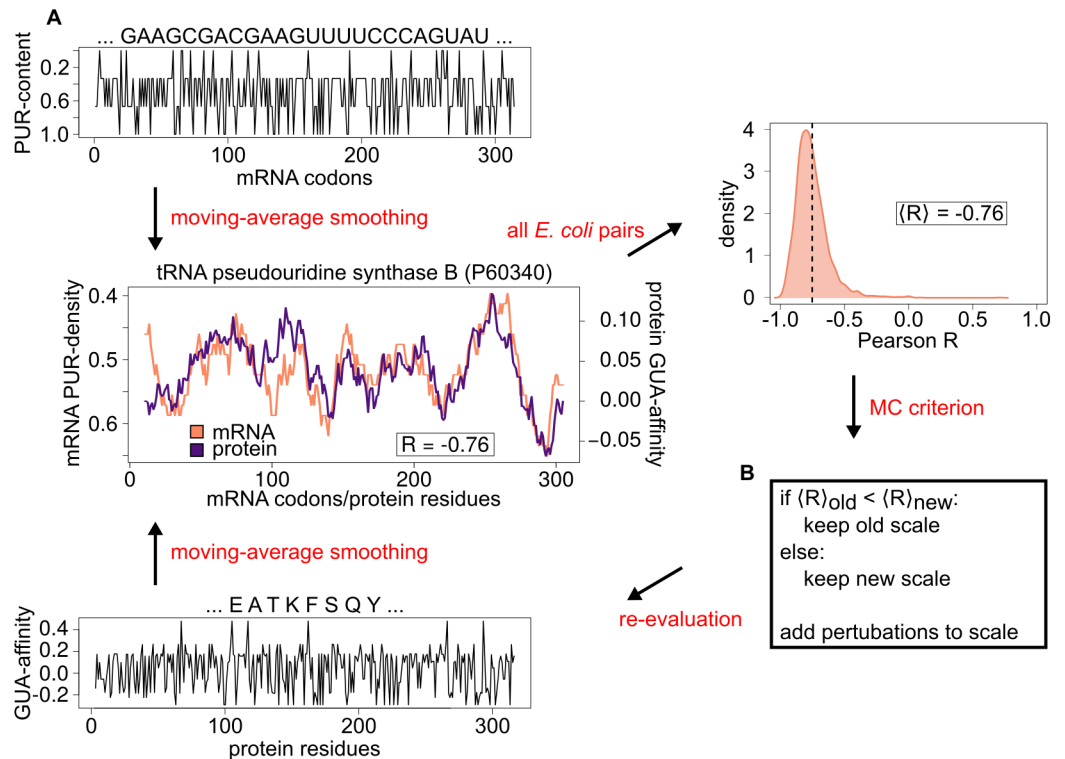 A
... GAAGCGACGAAGUUUUCCCAGUAU ...
PUR-content
0.2
0.6
1.0
0
100
200
300
mRNA codons
moving-average smoothing
all E. coli pairs
density
4
3
2
1
0
⟨R⟩ = -0.76
-1.0
-0.5
0.0
0.5
1.0
Pearson R
tRNA pseudouridine synthase B (P60340)
mRNA PUR-density
0.4
0.5
0.6
protein GUA-affinity
0.10
0.05
0.00
−0.05
mRNA
protein
R = -0.76
0
100
200
300
mRNA codons/protein residues
MC criterion
B
if ⟨R⟩old < ⟨R⟩new:
keep old scale
else:
keep new scale
add pertubations to scale
re-evaluation
moving-average smoothing
... E A T K F S Q Y ...
GUA-affinity
0.4
0.2
0.0
-0.2
0
100
200
300
protein residues